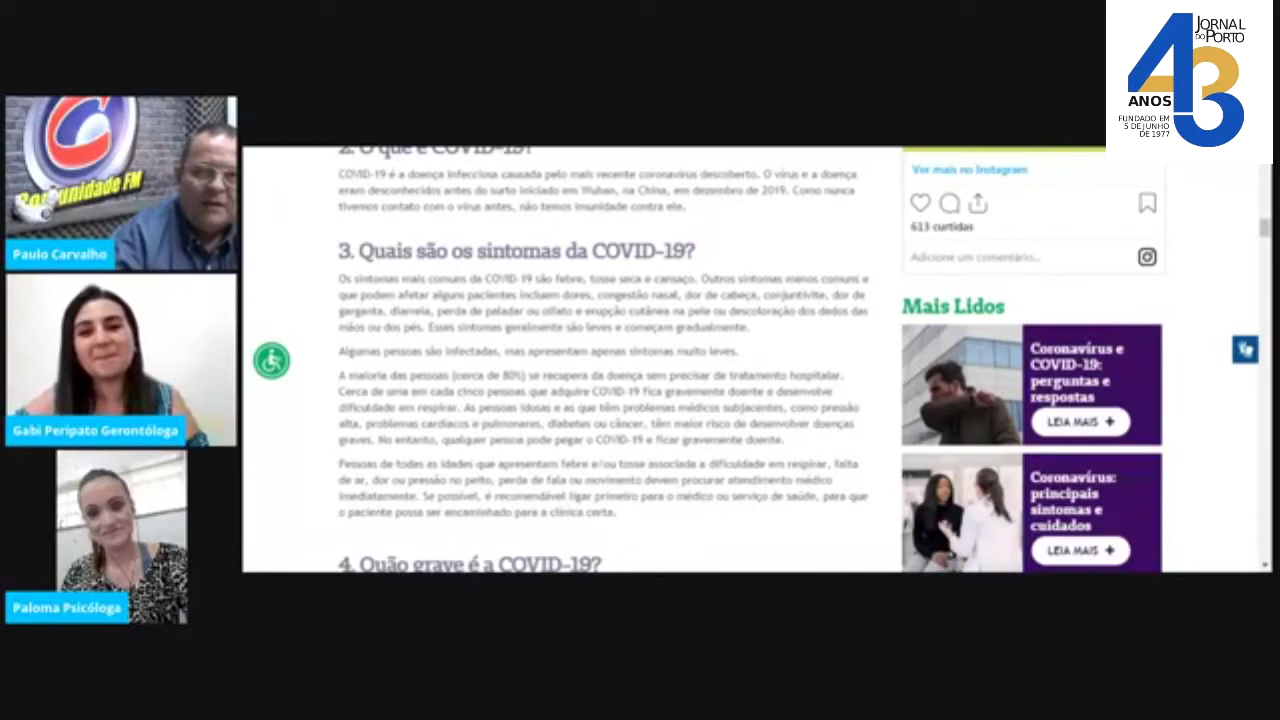 JORNAL
DO PORTO
43
ANOS
FUNDADO EM
5 DE JUNHO
DE 1977
Comunidade FM
Paulo Carvalho
Gabi Peripato Gerontóloga
Paloma Psicóloga
2. O que é COVID-19?
COVID-19 é a doença infecciosa causada pelo mais recente coronavírus descoberto. O vírus e a doença
eram desconhecidos antes do surto iniciado em Wuhan, na China, em dezembro de 2019. Como nunca
tivemos contato com o vírus antes, não temos imunidade contra ele.
3. Quais são os sintomas da COVID-19?
Os sintomas mais comuns da COVID-19 são febre, tosse seca e cansaço. Outros sintomas menos comuns e
que podem afetar alguns pacientes incluem dores, congestão nasal, dor de cabeça, conjuntivite, dor de
garganta, diarreia, perda de paladar ou olfato e erupção cutânea na pele ou descoloração dos dedos das
mãos ou dos pés. Esses sintomas geralmente são leves e começam gradualmente.
Algumas pessoas são infectadas, mas apresentam apenas sintomas muito leves.
A maioria das pessoas (cerca de 80%) se recupera da doença sem precisar de tratamento hospitalar.
Cerca de uma em cada cinco pessoas que adquire COVID-19 fica gravemente doente e desenvolve
dificuldade em respirar. As pessoas idosas e as que têm problemas médicos subjacentes, como pressão
alta, problemas cardíacos e pulmonares, diabetes ou câncer, têm maior risco de desenvolver doenças
graves. No entanto, qualquer pessoa pode pegar o COVID-19 e ficar gravemente doente.
Pessoas de todas as idades que apresentam febre e/ou tosse associada a dificuldade em respirar, falta
de ar, dor ou pressão no peito, perda de fala ou movimento devem procurar atendimento médico
imediatamente. Se possível, é recomendável ligar primeiro para o médico ou serviço de saúde, para que
o paciente possa ser encaminhado para a clínica certa.
4. Quão grave é a COVID-19?
Ver mais no Instagram
613 curtidas
Adicione um comentário...
Mais Lidos
Coronavírus e
COVID-19:
perguntas e
respostas
LEIA MAIS +
Coronavírus:
principais
sintomas e
cuidados
LEIA MAIS +